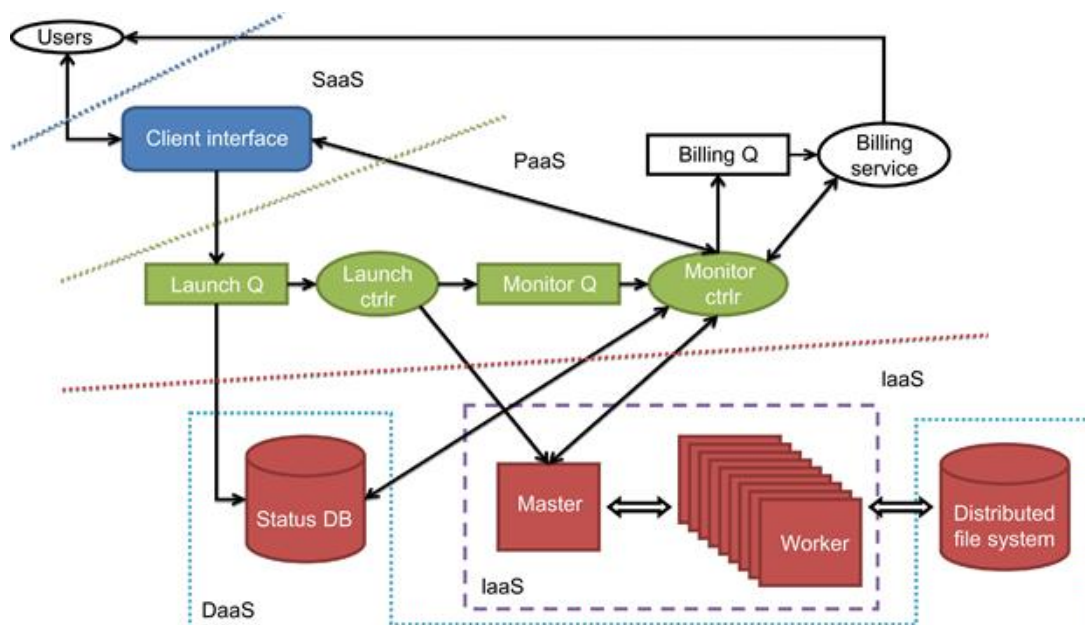 Users
SaaS
Client interface
PaaS
Billing Q
Billing
service
Launch Q
Launch
ctrlr
Monitor Q
Monitor
ctrlr
IaaS
Status DB
Master
Worker
Distributed
file system
DaaS
IaaS